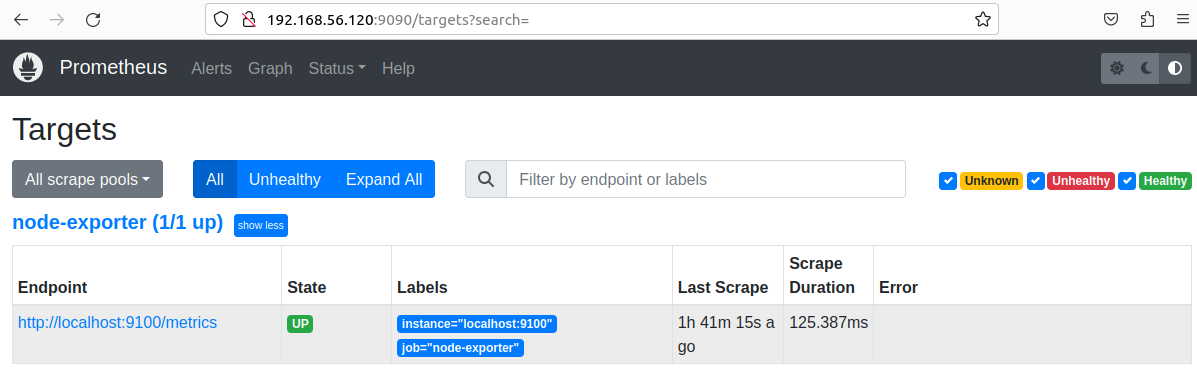 192.168.56.120:9090/targets?search=
Prometheus Alerts Graph Status Help
Targets
All scrape pools All Unhealthy Expand All Filter by endpoint or labels Unknown Unhealthy Healthy
node-exporter (1/1 up) show less
Endpoint State Labels Last Scrape Scrape Duration Error
http://localhost:9100/metrics UP instance="localhost:9100" 1h 41m 15s a 125.387ms
job="node-exporter" go